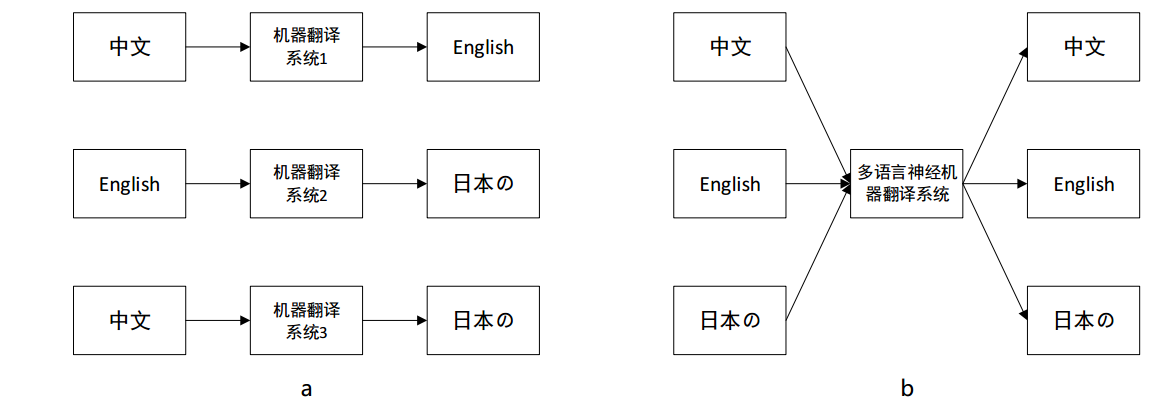 中文
机器翻译
系统1
English
English
机器翻译
系统2
日本の
中文
机器翻译
系统3
日本の
a
中文
English
日本の
多语言神经机
器翻译系统
中文
English
日本の
b